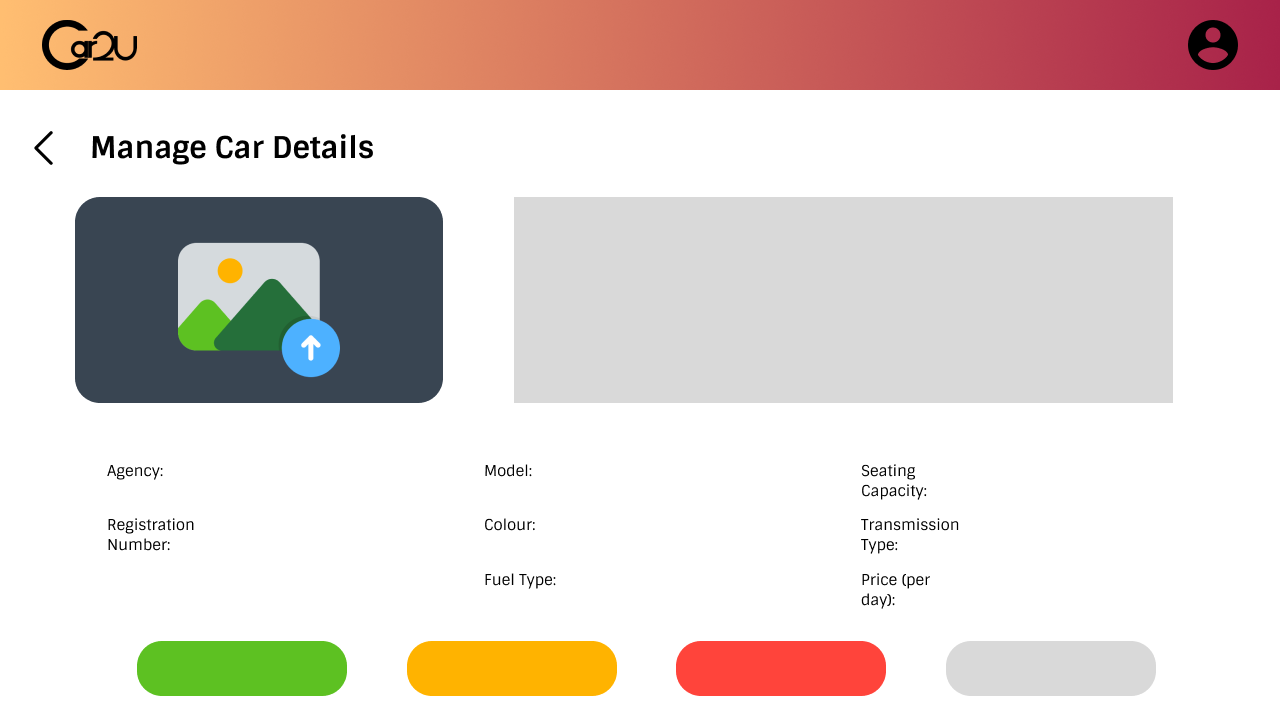 Car2U
Manage Car Details
Agency:
Model:
Seating
Capacity:
Registration
Number:
Colour:
Transmission
Type:
Fuel Type:
Price (per
day):